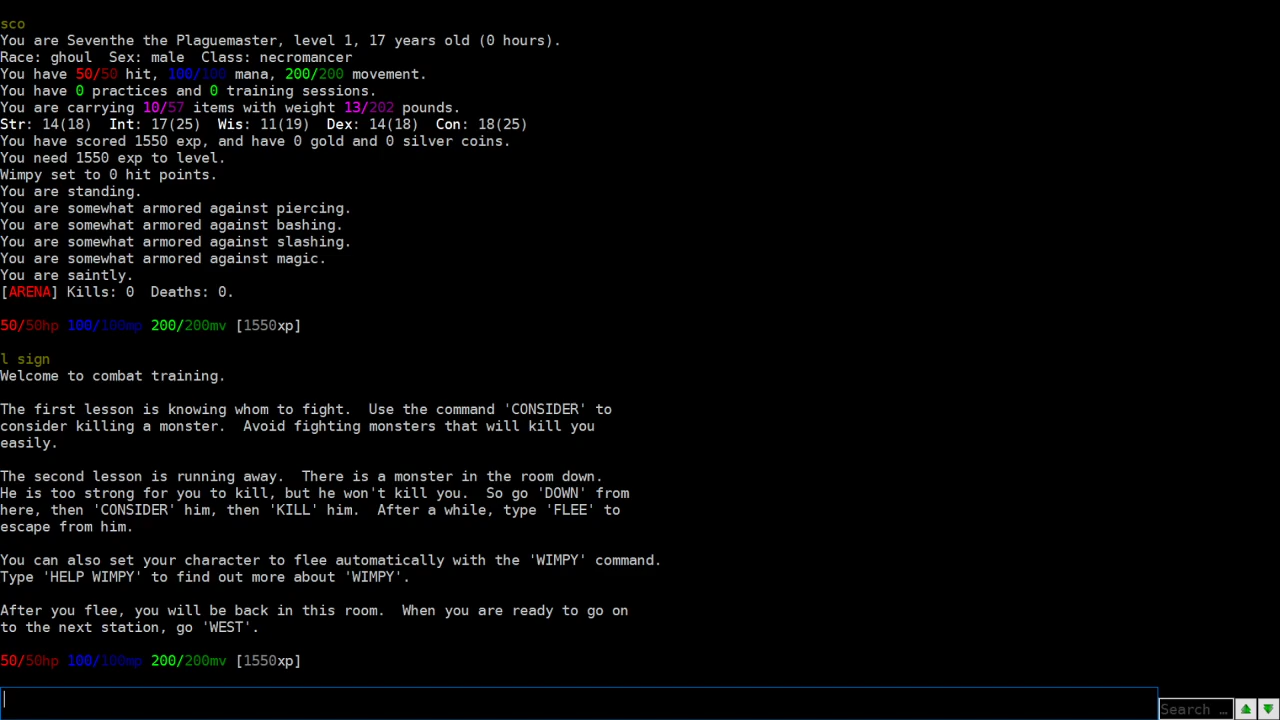 sco
You are Seventhe the Plaguemaster, level 1, 17 years old (0 hours).
Race: ghoul  Sex: male  Class: necromancer
You have 50/50 hit, 100/100 mana, 200/200 movement.
You have 0 practices and 0 training sessions.
You are carrying 10/57 items with weight 13/202 pounds.
Str: 14(18)  Int: 17(25)  Wis: 11(19)  Dex: 14(18)  Con: 18(25)
You have scored 1550 exp, and have 0 gold and 0 silver coins.
You need 1550 exp to level.
Wimpy set to 0 hit points.
You are standing.
You are somewhat armored against piercing.
You are somewhat armored against bashing.
You are somewhat armored against slashing.
You are somewhat armored against magic.
You are saintly.
[ARENA] Kills: 0  Deaths: 0.
50/50hp 100/100mp 200/200mv [1550xp]
l sign
Welcome to combat training.
The first lesson is knowing whom to fight.  Use the command 'CONSIDER' to
consider killing a monster.  Avoid fighting monsters that will kill you
easily.
The second lesson is running away.  There is a monster in the room down.
He is too strong for you to kill, but he won't kill you.  So go 'DOWN' from
here, then 'CONSIDER' him, then 'KILL' him.  After a while, type 'FLEE' to
escape from him.
You can also set your character to flee automatically with the 'WIMPY' command.
Type 'HELP WIMPY' to find out more about 'WIMPY'.
After you flee, you will be back in this room.  When you are ready to go on
to the next station, go 'WEST'.
50/50hp 100/100mp 200/200mv [1550xp]
Search ...